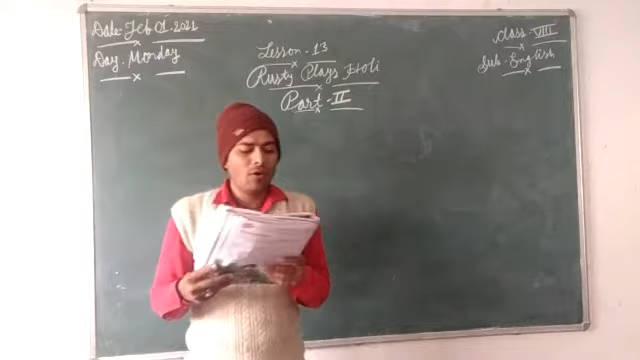 Date. Feb 01.2021
Day. Monday
Lesson - 13
Rusty Plays Holi
Part - II
Class. VIII
Sub. English